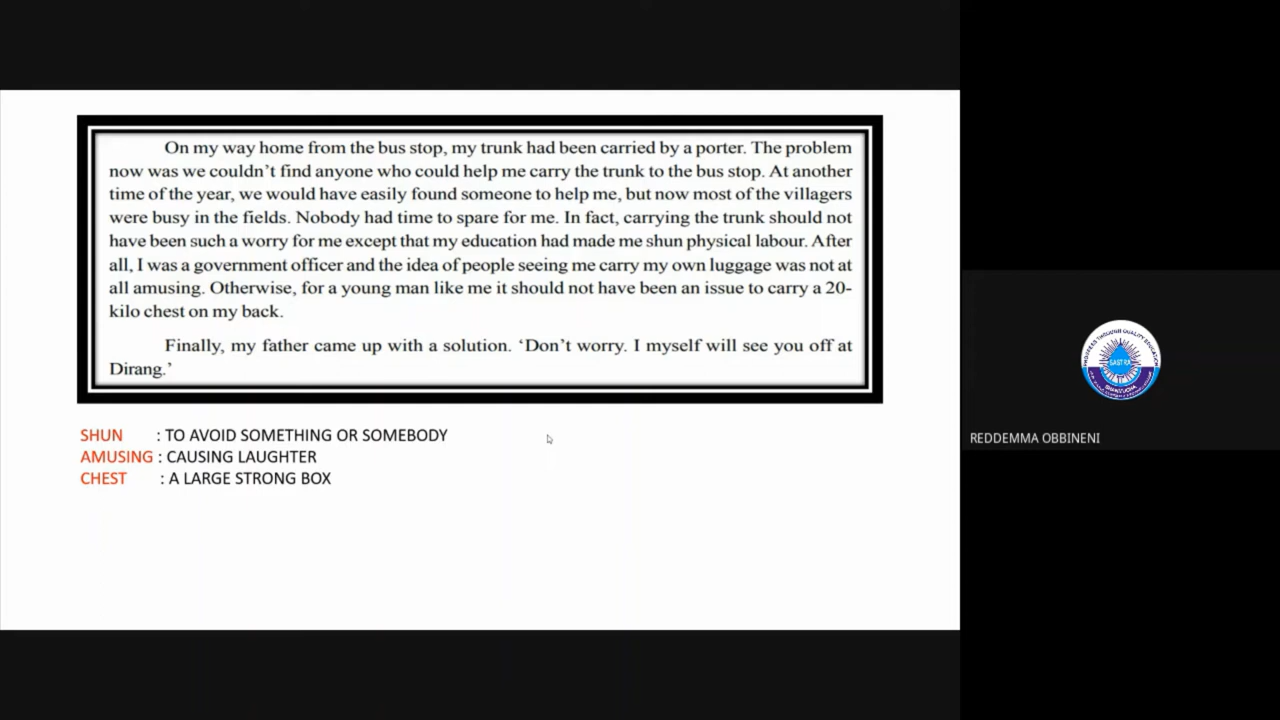 On my way home from the bus stop, my trunk had been carried by a porter. The problem
now was we couldn’t find anyone who could help me carry the trunk to the bus stop. At another
time of the year, we would have easily found someone to help me, but now most of the villagers
were busy in the fields. Nobody had time to spare for me. In fact, carrying the trunk should not
have been such a worry for me except that my education had made me shun physical labour. After
all, I was a government officer and the idea of people seeing me carry my own luggage was not at
all amusing. Otherwise, for a young man like me it should not have been an issue to carry a 20-
kilo chest on my back.
Finally, my father came up with a solution. ‘Don’t worry. I myself will see you off at
Dirang.’
SHUN : TO AVOID SOMETHING OR SOMEBODY
AMUSING : CAUSING LAUGHTER
CHEST : A LARGE STRONG BOX
SASTRA
REDDEMMA OBBINENI